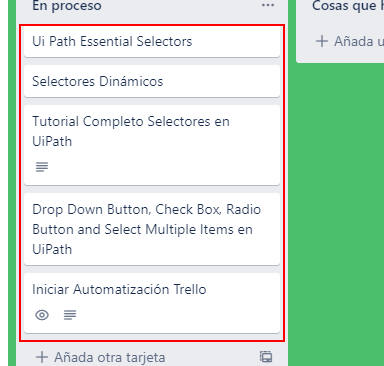 En proceso
Ui Path Essential Selectors
Selectores Dinámicos
Tutorial Completo Selectores en
UiPath
Drop Down Button, Check Box, Radio
Button and Select Multiple Items en
UiPath
Iniciar Automatización Trello
Añada otra tarjeta
Cosas que
Añada